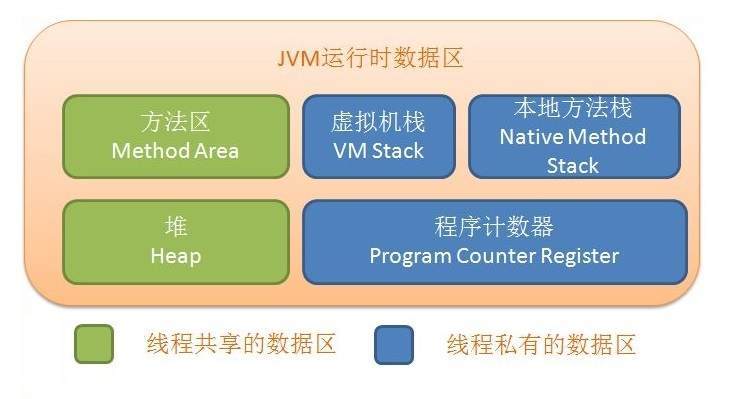 JVM运行时数据区
方法区
Method Area
虚拟机栈
VM Stack
本地方法栈
Native Method
Stack
堆
Heap
程序计数器
Program Counter Register
线程共享的数据区
线程私有的数据区